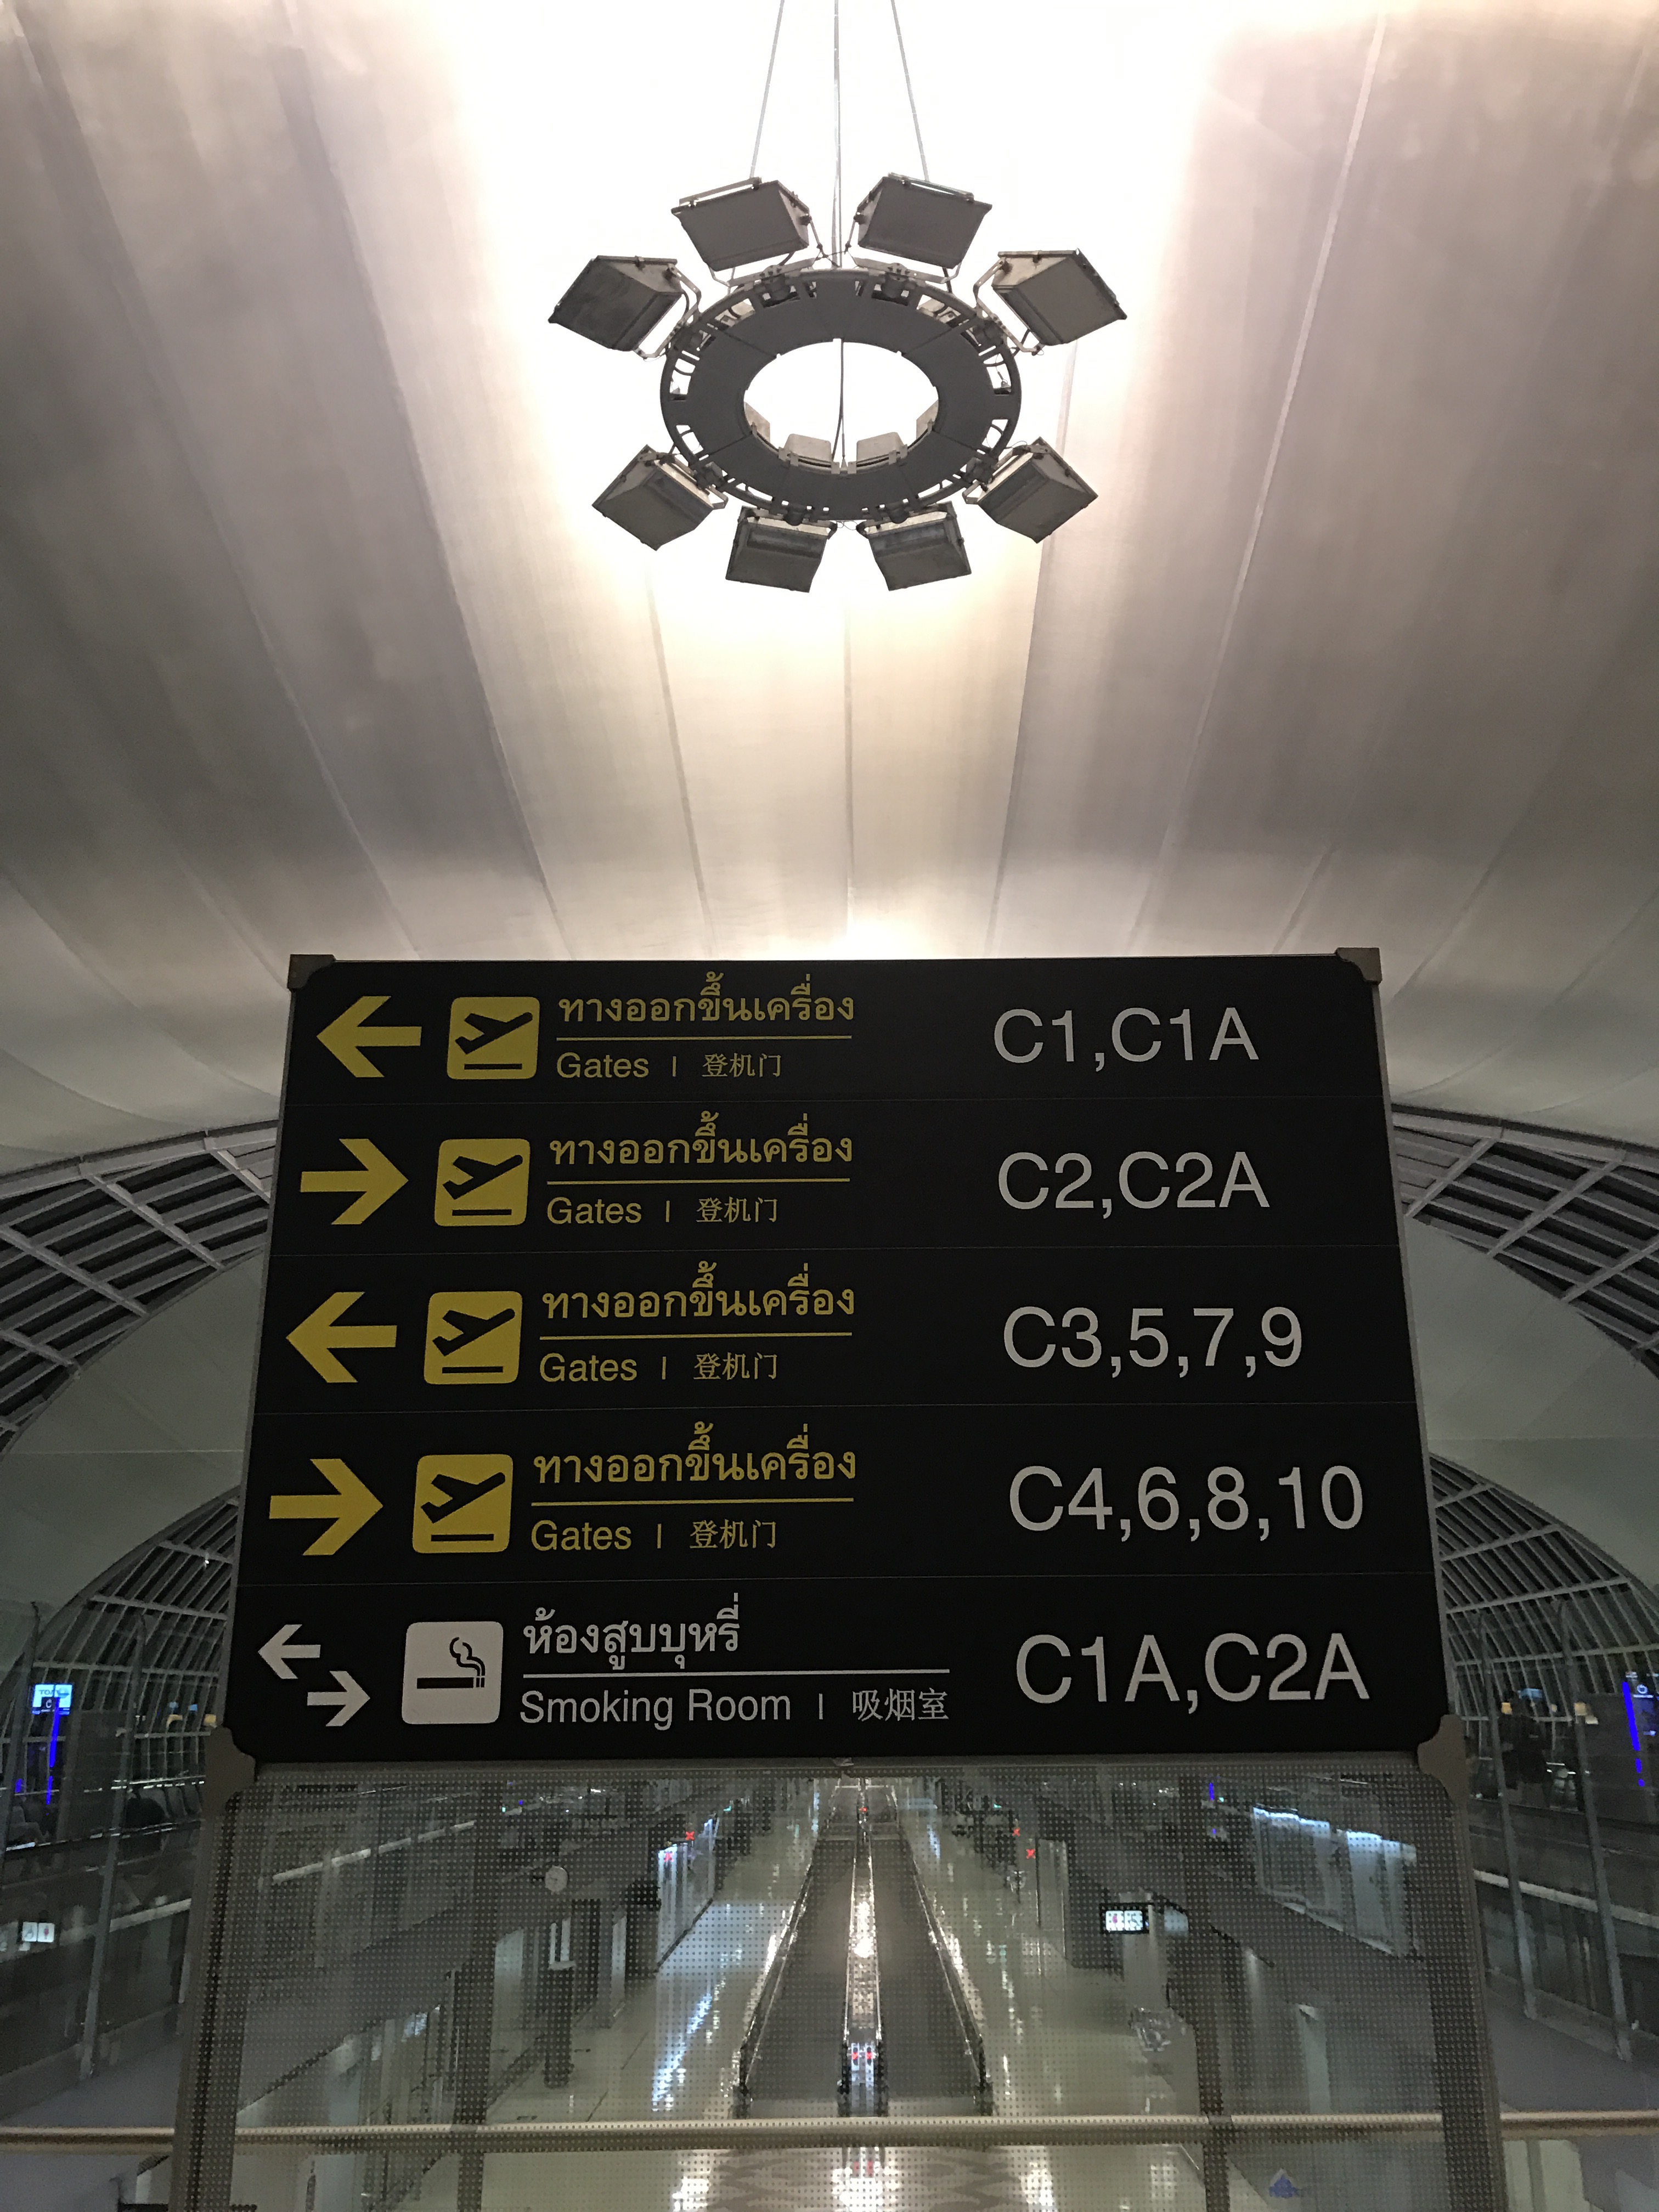 ทางออกขึ้นเครื่อง
Gates | 登机门
C1,C1A
ทางออกขึ้นเครื่อง
Gates | 登机门
C2,C2A
ทางออกขึ้นเครื่อง
Gates | 登机门
C3,5,7,9
ทางออกขึ้นเครื่อง
Gates | 登机门
C4,6,8,10
ห้องสูบบุหรี่
Smoking Room | 吸烟室
C1A,C2A